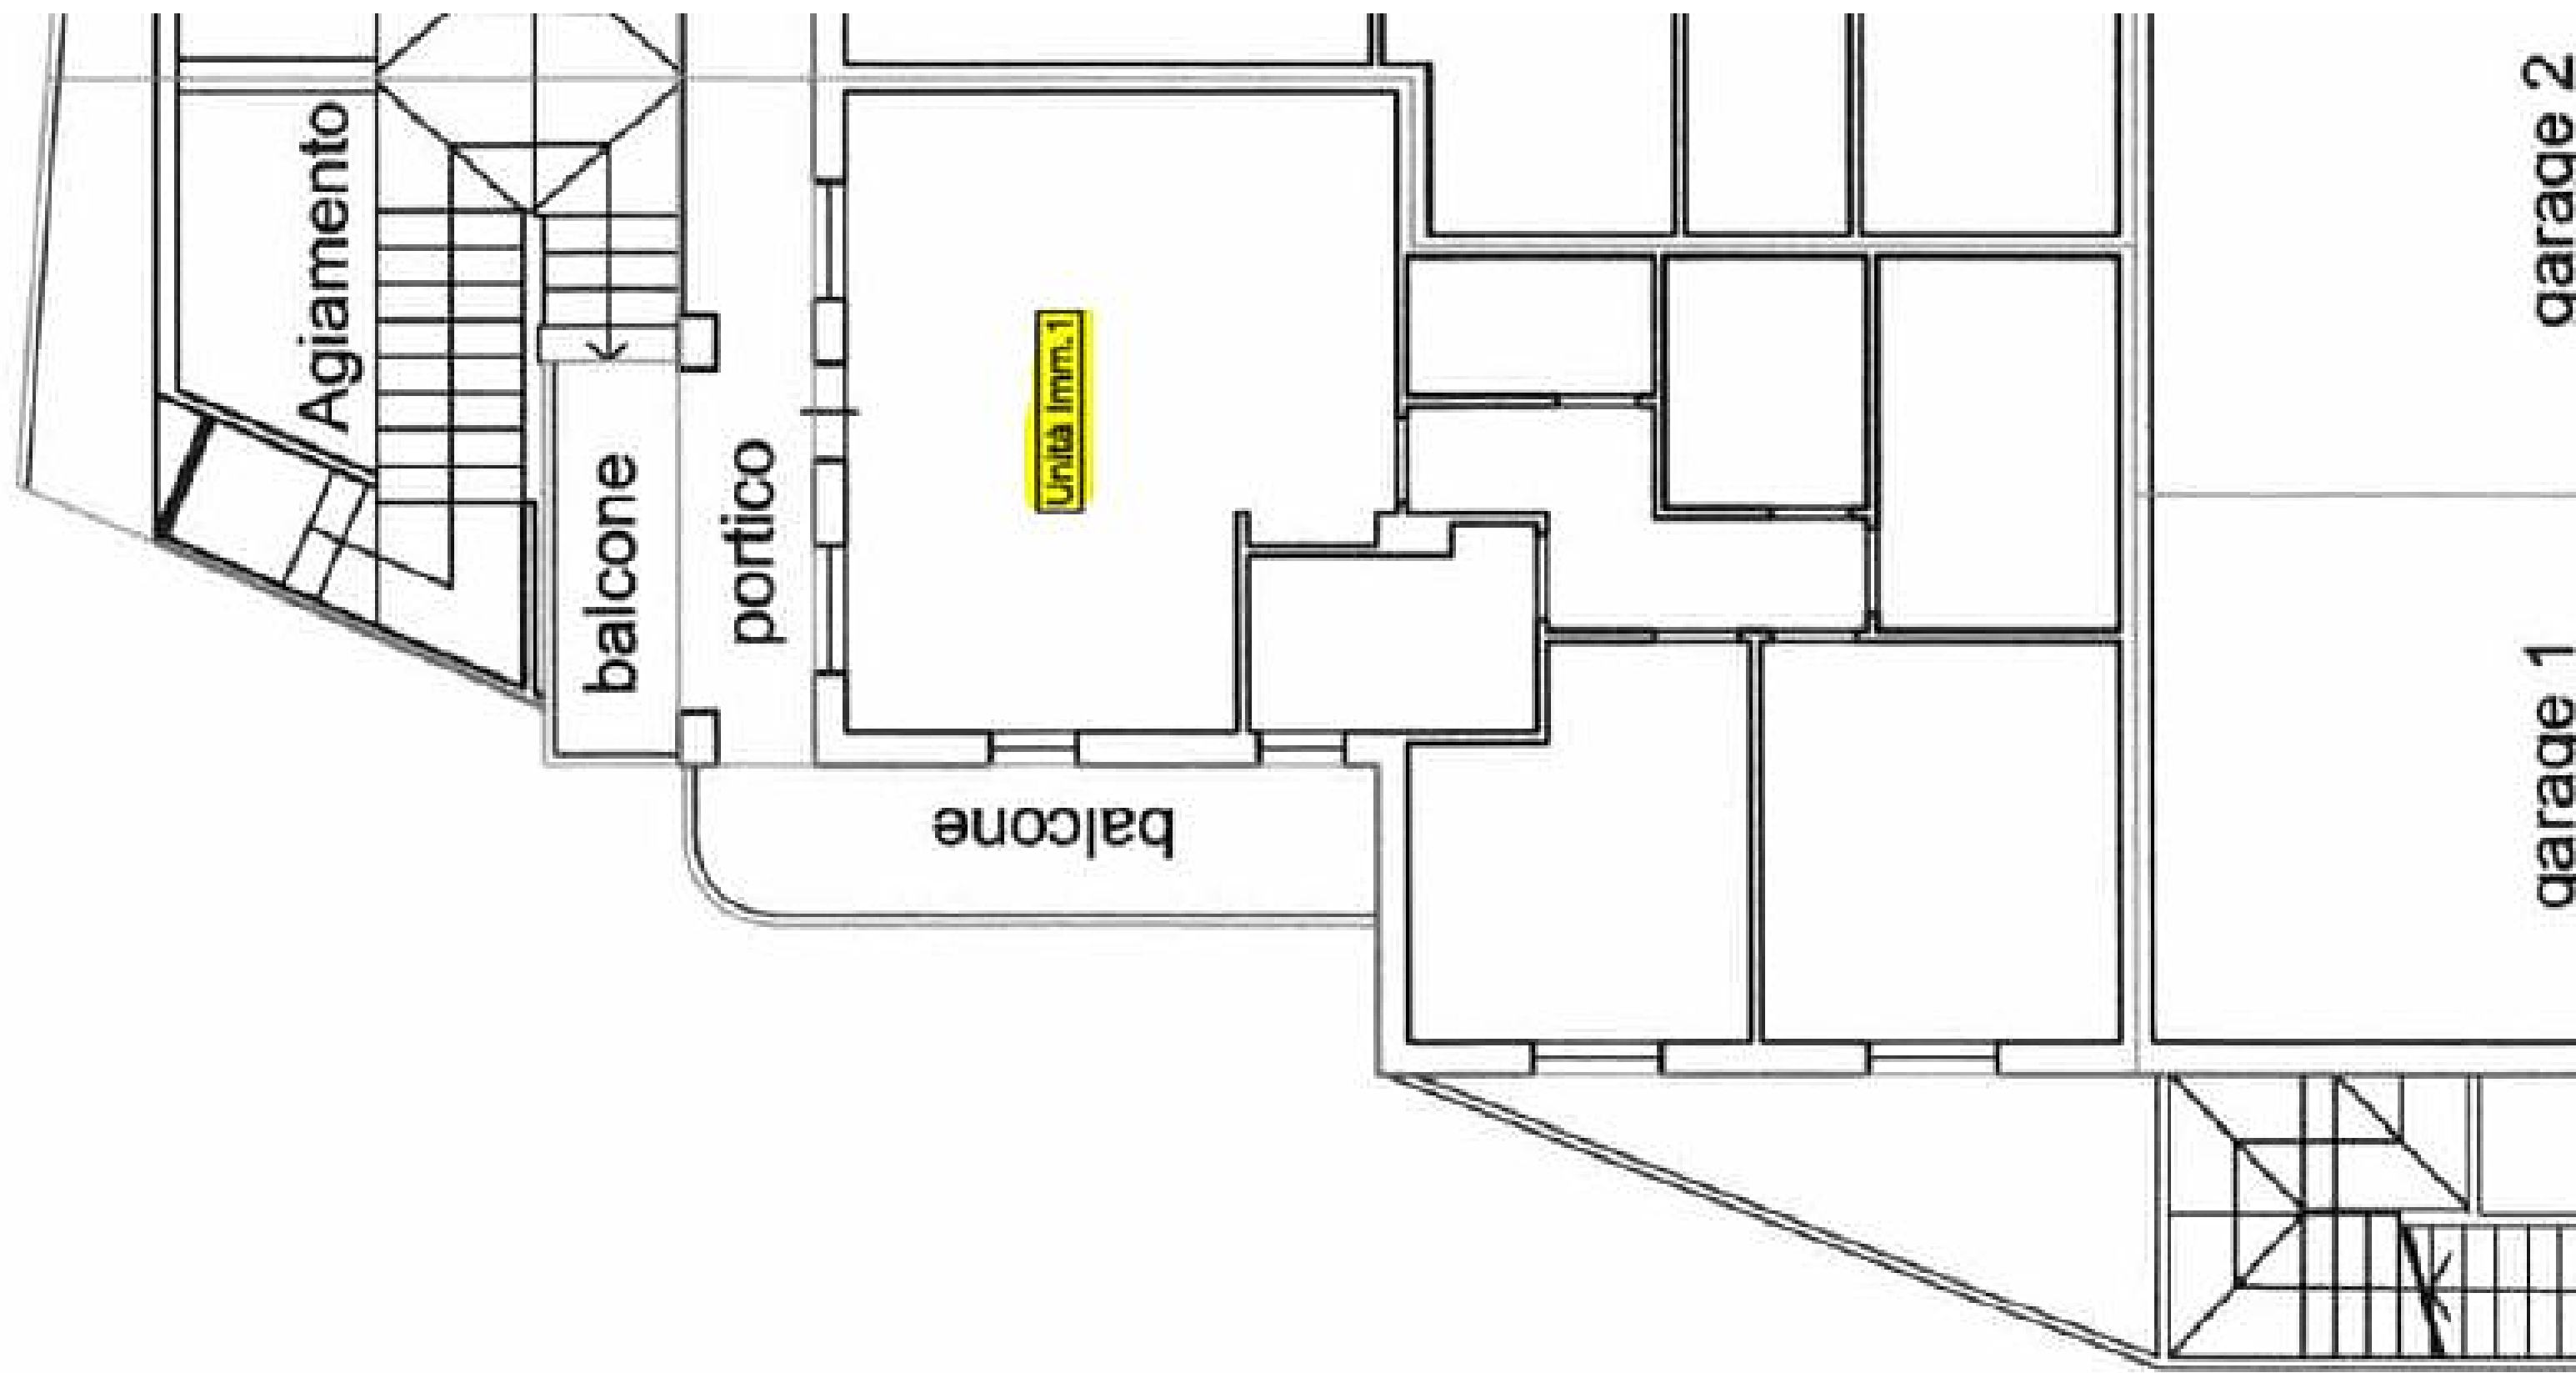 Agiamento
balcone
portico
Unità Imm.1
balcone
garage 2
garage 1